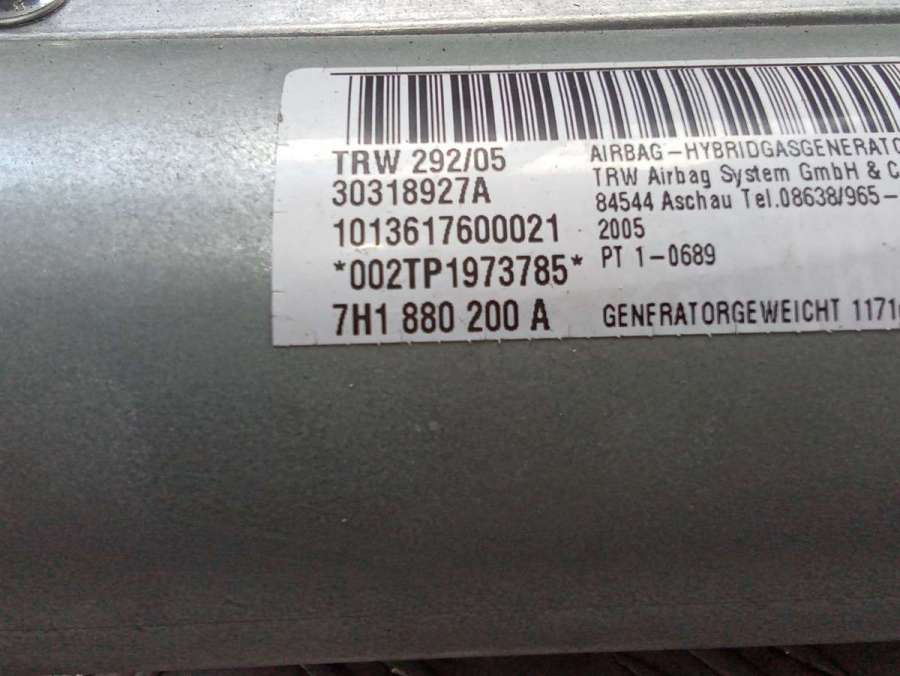 TRW 292/05
30318927A
1013617600021
*002TP1973785*
7H1 880 200 A
AIRBAG-HYBRIDGASGENERATO
TRW Airbag System GmbH & C
84544 Aschau Tel.08638/965-
2005
PT 1-0689
GENERATORGEWEICHT 1171